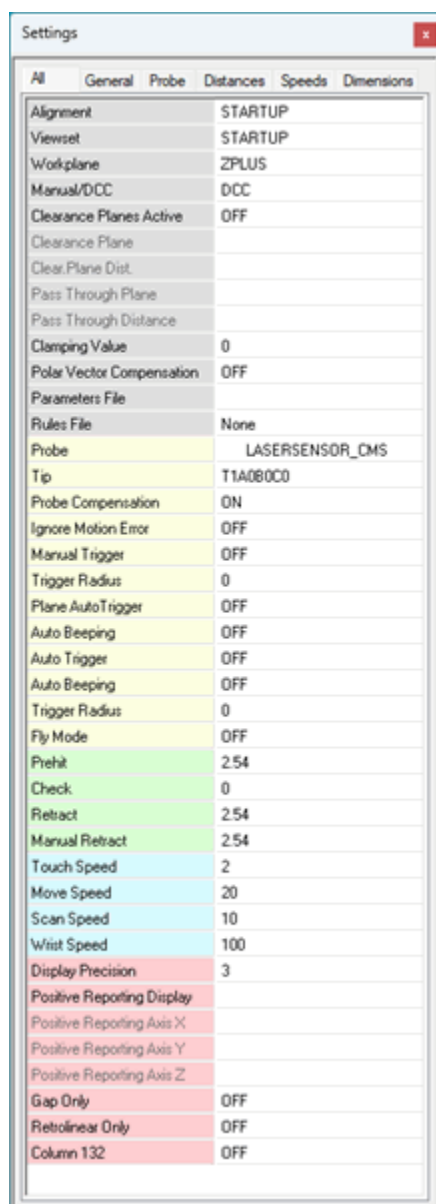 Settings
x
All General Probe Distances Speeds Dimensions
Alignment STARTUP
Viewset STARTUP
Workplane ZPLUS
Manual/DCC DCC
Clearance Planes Active OFF
Clearance Plane
Clear.Plane Dist.
Pass Through Plane
Pass Through Distance
Clamping Value 0
Polar Vector Compensation OFF
Parameters File
Rules File None
Probe LASERSENSOR_CMS
Tip T1A0B0C0
Probe Compensation ON
Ignore Motion Error OFF
Manual Trigger OFF
Trigger Radius 0
Plane AutoTrigger OFF
Auto Beeping OFF
Auto Trigger OFF
Auto Beeping OFF
Trigger Radius 0
Fly Mode OFF
Prehit 2.54
Check 0
Retract 2.54
Manual Retract 2.54
Touch Speed 2
Move Speed 20
Scan Speed 10
Wrist Speed 100
Display Precision 3
Positive Reporting Display
Positive Reporting Axis X
Positive Reporting Axis Y
Positive Reporting Axis Z
Gap Only OFF
Retrolinear Only OFF
Column 132 OFF